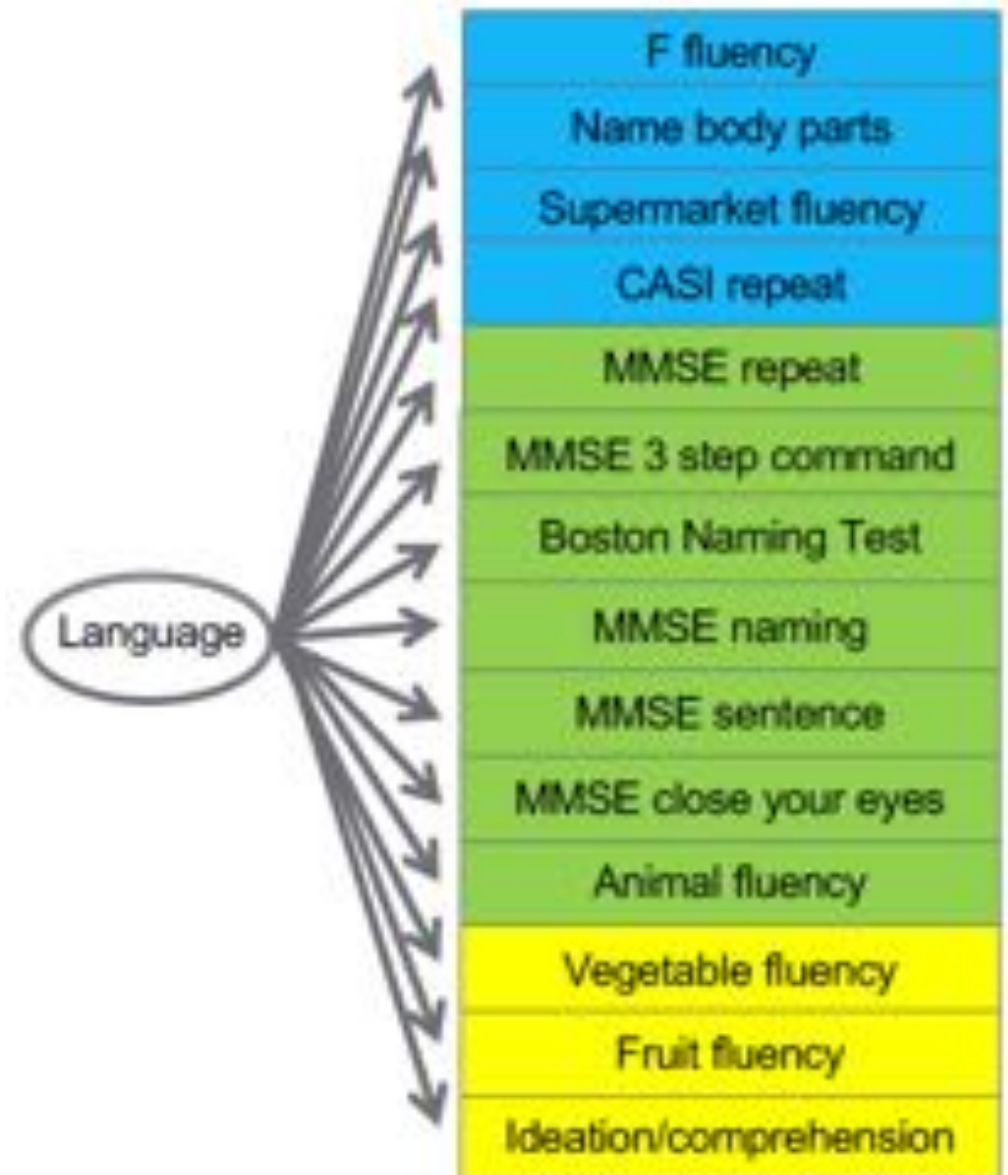 F fluency
Name body parts
Supermarket fluency
CASI repeat
MMSE repeat
MMSE 3 step command
Boston Naming Test
Language
MMSE naming
MMSE sentence
MMSE close your eyes
Animal fluency
Vegetable fluency
Fruit fluency
Ideation/comprehension